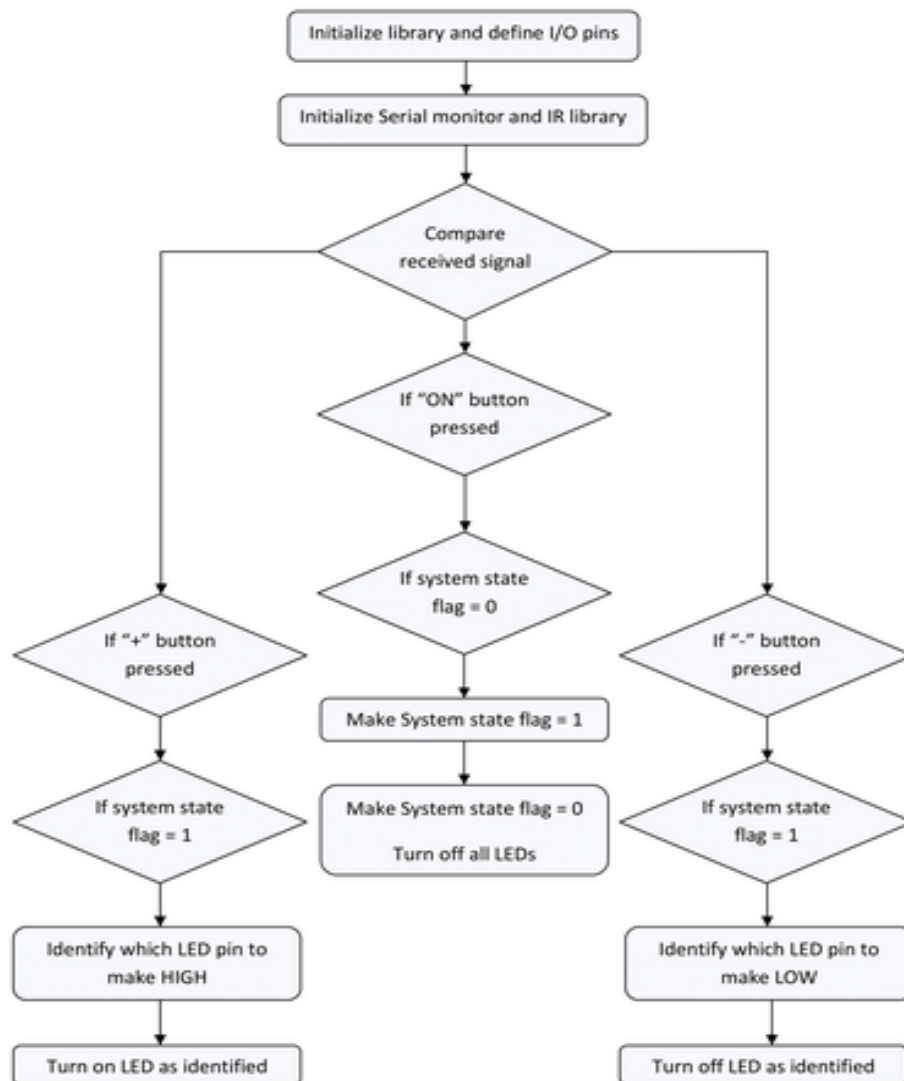 Initialize library and define I/O pins
Initialize Serial monitor and IR library
Compare
received signal
If “ON” button
pressed
If system state
flag = 0
Make System state flag = 1
Make System state flag = 0
Turn off all LEDs
If “+” button
pressed
If system state
flag = 1
Identify which LED pin to
make HIGH
Turn on LED as identified
If “-” button
pressed
If system state
flag = 1
Identify which LED pin to
make LOW
Turn off LED as identified